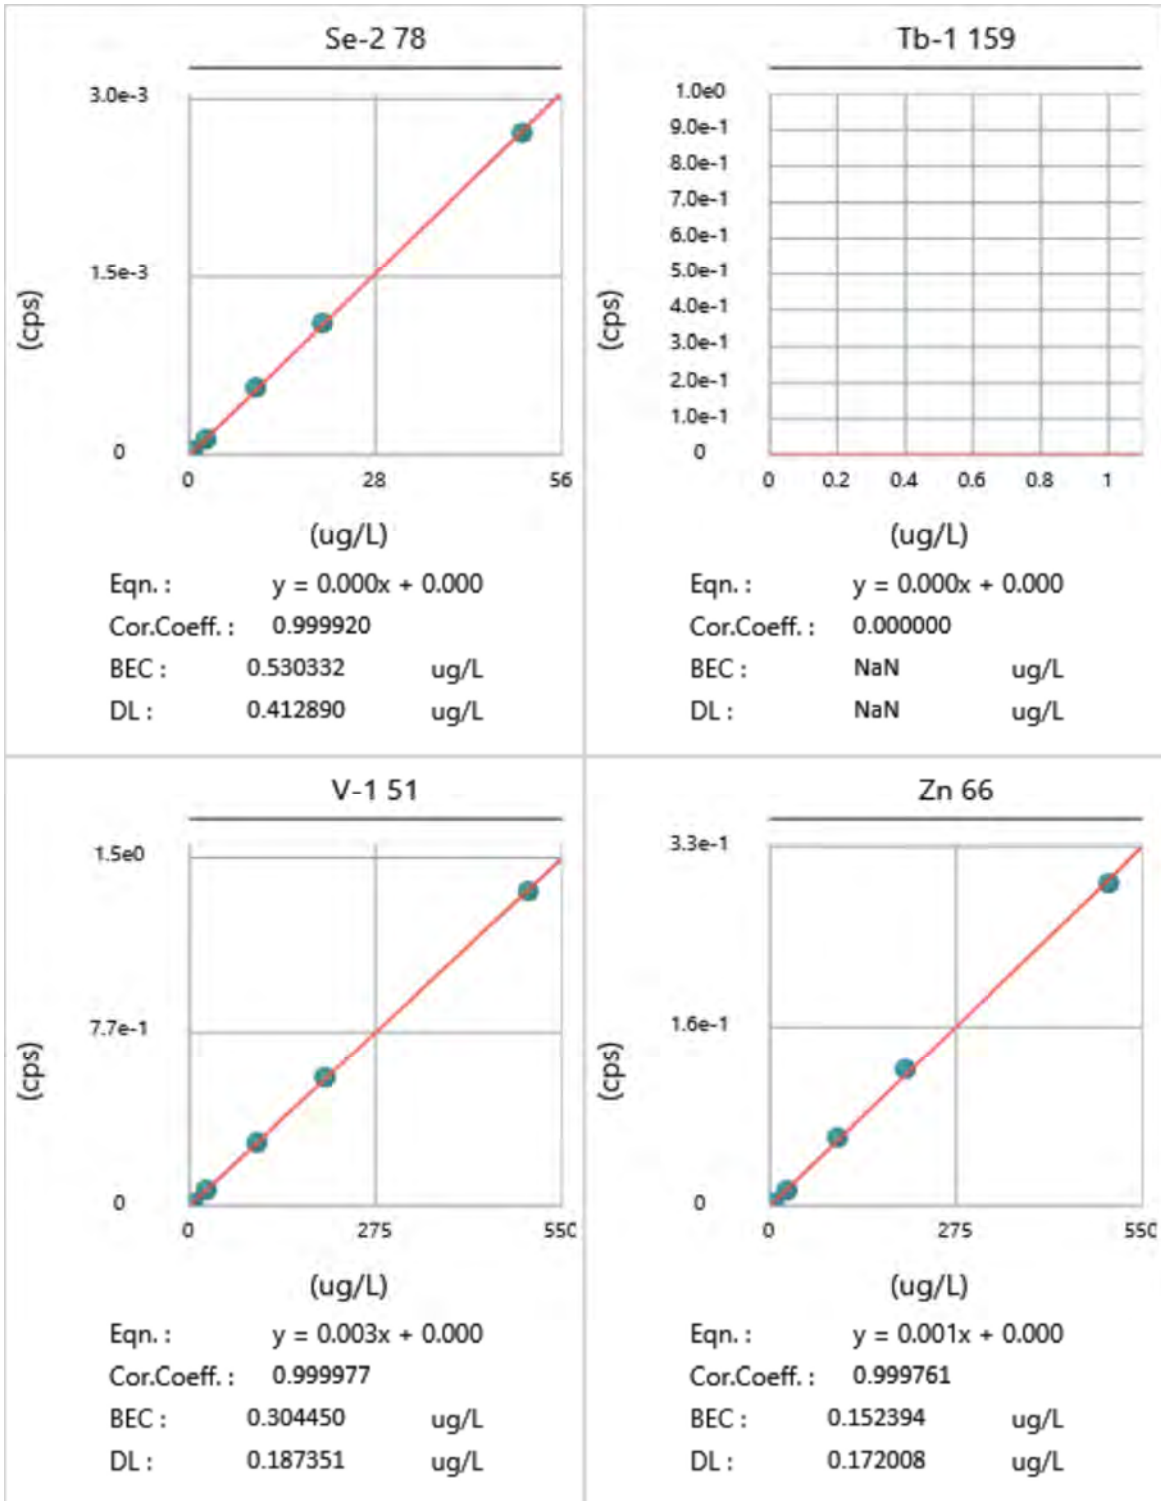 Se-2 78
3.0e-3
1.5e-3
0
(cps)
0 28 56
(ug/L)
Eqn. : y = 0.000x + 0.000
Cor.Coeff. : 0.999920
BEC : 0.530332 ug/L
DL : 0.412890 ug/L
Tb-1 159
1.0e0
9.0e-1
8.0e-1
7.0e-1
6.0e-1
5.0e-1
4.0e-1
3.0e-1
2.0e-1
1.0e-1
0
(cps)
0 0.2 0.4 0.6 0.8 1
(ug/L)
Eqn. : y = 0.000x + 0.000
Cor.Coeff. : 0.000000
BEC : NaN ug/L
DL : NaN ug/L
V-1 51
1.5e0
7.7e-1
0
(cps)
0 275 550
(ug/L)
Eqn. : y = 0.003x + 0.000
Cor.Coeff. : 0.999977
BEC : 0.304450 ug/L
DL : 0.187351 ug/L
Zn 66
3.3e-1
1.6e-1
0
(cps)
0 275 550
(ug/L)
Eqn. : y = 0.001x + 0.000
Cor.Coeff. : 0.999761
BEC : 0.152394 ug/L
DL : 0.172008 ug/L